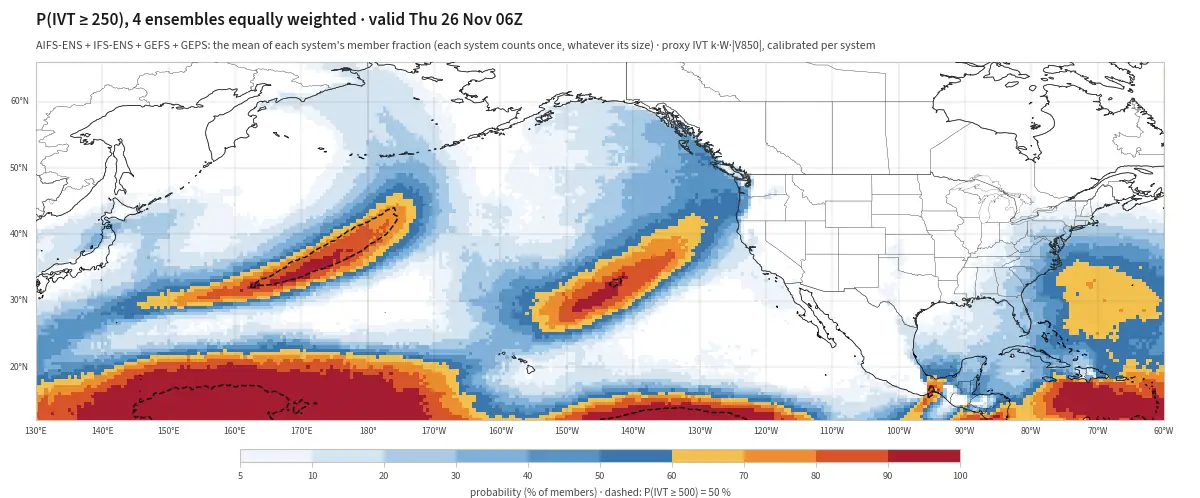 P(IVT ≥ 250), 4 ensembles equally weighted · valid Thu 26 Nov 06Z
AIFS-ENS + IFS-ENS + GEFS + GEPS: the mean of each system's member fraction (each system counts once, whatever its size) · proxy IVT k·W·|V850|, calibrated per system
60°N
50°N
40°N
30°N
20°N
130°E 140°E 150°E 160°E 170°E 180° 170°W 160°W 150°W 140°W 130°W 120°W 110°W 100°W 90°W 80°W 70°W 60°W
5 10 20 30 40 50 60 70 80 90 100
probability (% of members) · dashed: P(IVT ≥ 500) = 50 %